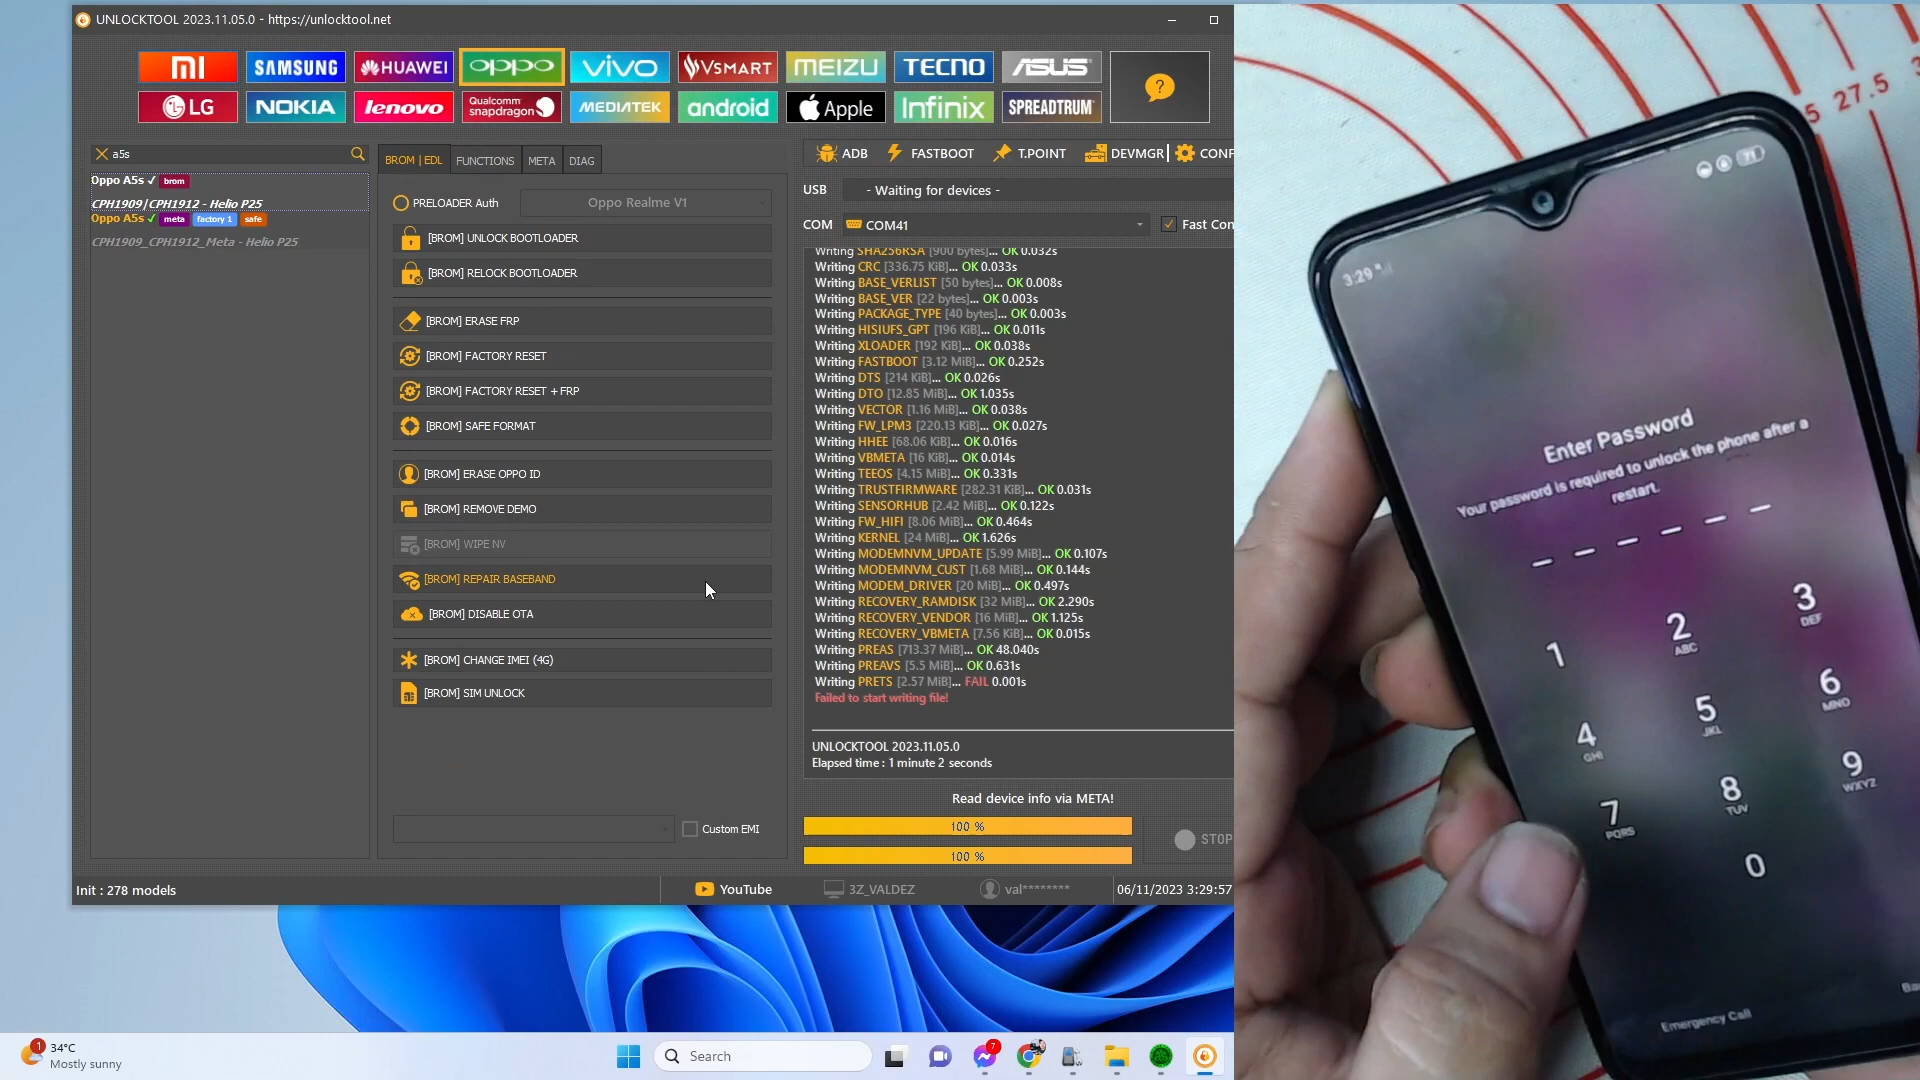 UNLOCKTOOL 2023.11.05.0 - https://unlocktool.net
MI SAMSUNG HUAWEI oppo vivo VSMART MEIZU TECNO ASUS
LG NOKIA lenovo Qualcomm snapdragon MEDIATEK android Apple Infinix SPREADTRUM
?
a5s
Oppo A5s ✓ brom
CPH1909|CPH1912 - Helio P25
Oppo A5s ✓ meta factory 1 safe
CPH1909_CPH1912_Meta - Helio P25
BROM | EDL FUNCTIONS META DIAG
PRELOADER Auth Oppo Realme V1
[BROM] UNLOCK BOOTLOADER
[BROM] RELOCK BOOTLOADER
[BROM] ERASE FRP
[BROM] FACTORY RESET
[BROM] FACTORY RESET + FRP
[BROM] SAFE FORMAT
[BROM] ERASE OPPO ID
[BROM] REMOVE DEMO
[BROM] WIPE NV
[BROM] REPAIR BASEBAND
[BROM] DISABLE OTA
[BROM] CHANGE IMEI (4G)
[BROM] SIM UNLOCK
Custom EMI
ADB FASTBOOT T.POINT DEVMGR CONF
USB - Waiting for devices -
COM COM41 Fast Con
Writing SHA256RSA [900 bytes]... OK 0.032s
Writing CRC [336.75 KiB]... OK 0.033s
Writing BASE_VERLIST [50 bytes]... OK 0.008s
Writing BASE_VER [22 bytes]... OK 0.003s
Writing PACKAGE_TYPE [40 bytes]... OK 0.003s
Writing HISIUFS_GPT [196 KiB]... OK 0.011s
Writing XLOADER [192 KiB]... OK 0.038s
Writing FASTBOOT [3.12 MiB]... OK 0.252s
Writing DTS [214 KiB]... OK 0.026s
Writing DTO [12.85 MiB]... OK 1.035s
Writing VECTOR [1.16 MiB]... OK 0.038s
Writing FW_LPM3 [220.13 KiB]... OK 0.027s
Writing HHEE [68.06 KiB]... OK 0.016s
Writing VBMETA [16 KiB]... OK 0.014s
Writing TEEOS [4.15 MiB]... OK 0.331s
Writing TRUSTFIRMWARE [282.31 KiB]... OK 0.031s
Writing SENSORHUB [2.42 MiB]... OK 0.122s
Writing FW_HIFI [8.06 MiB]... OK 0.464s
Writing KERNEL [24 MiB]... OK 1.626s
Writing MODEMNVM_UPDATE [5.99 MiB]... OK 0.107s
Writing MODEMNVM_CUST [1.68 MiB]... OK 0.144s
Writing MODEM_DRIVER [20 MiB]... OK 0.497s
Writing RECOVERY_RAMDISK [32 MiB]... OK 2.290s
Writing RECOVERY_VENDOR [16 MiB]... OK 1.125s
Writing RECOVERY_VBMETA [7.56 KiB]... OK 0.015s
Writing PREAS [713.37 MiB]... OK 48.040s
Writing PREAVS [5.5 MiB]... OK 0.631s
Writing PRETS [2.57 MiB]... FAIL 0.001s
Failed to start writing file!
UNLOCKTOOL 2023.11.05.0
Elapsed time : 1 minute 2 seconds
Read device info via META!
100 %
100 %
STOP
Init : 278 models YouTube 3Z_VALDEZ val******** 06/11/2023 3:29:57
1
34°C
Mostly sunny
Search
7
27.5
3:29
71
Enter Password
Your password is required to unlock the phone after a
restart.
1 2 ABC 3 DEF
4 GHI 5 JKL 6 MNO
7 PQRS 8 TUV 9 WXYZ
0
Emergency Call